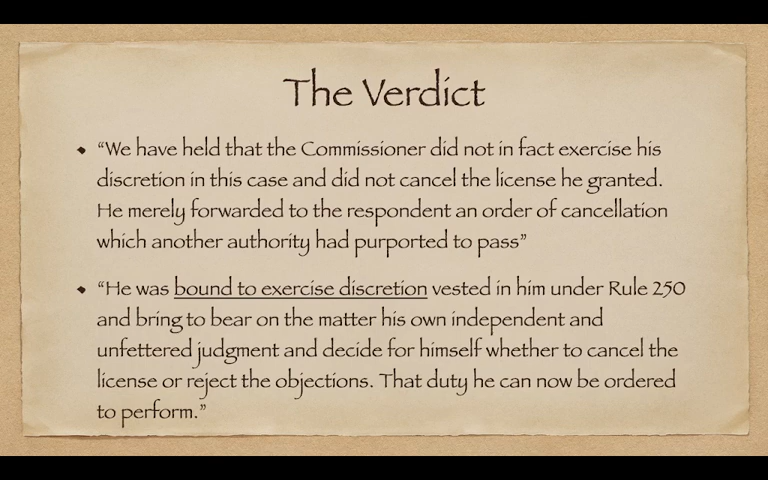 The Verdict
• “We have held that the Commissioner did not in fact exercise his
discretion in this case and did not cancel the license he granted.
He merely forwarded to the respondent an order of cancellation
which another authority had purported to pass”
• “He was bound to exercise discretion vested in him under Rule 250
and bring to bear on the matter his own independent and
unfettered judgment and decide for himself whether to cancel the
license or reject the objections. That duty he can now be ordered
to perform.”